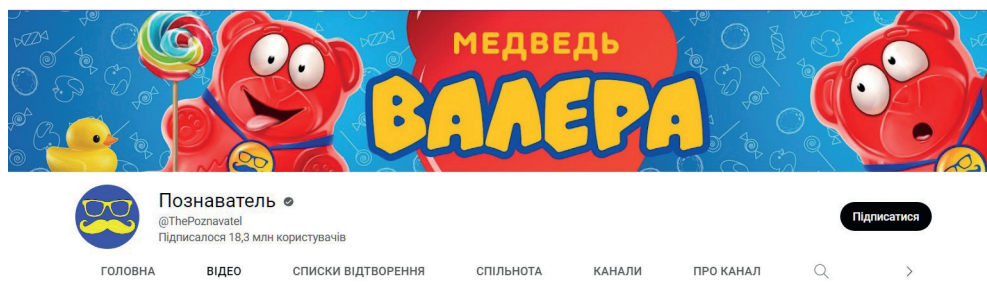 МЕДВЕДЬ
ВАЛЕРА
Познаватель
@ThePoznavatel
Підписалося 18,3 млн користувачів
Підписатися
ГОЛОВНА ВІДЕО СПИСКИ ВІДТВОРЕННЯ СПІЛЬНОТА КАНАЛИ ПРО КАНАЛ